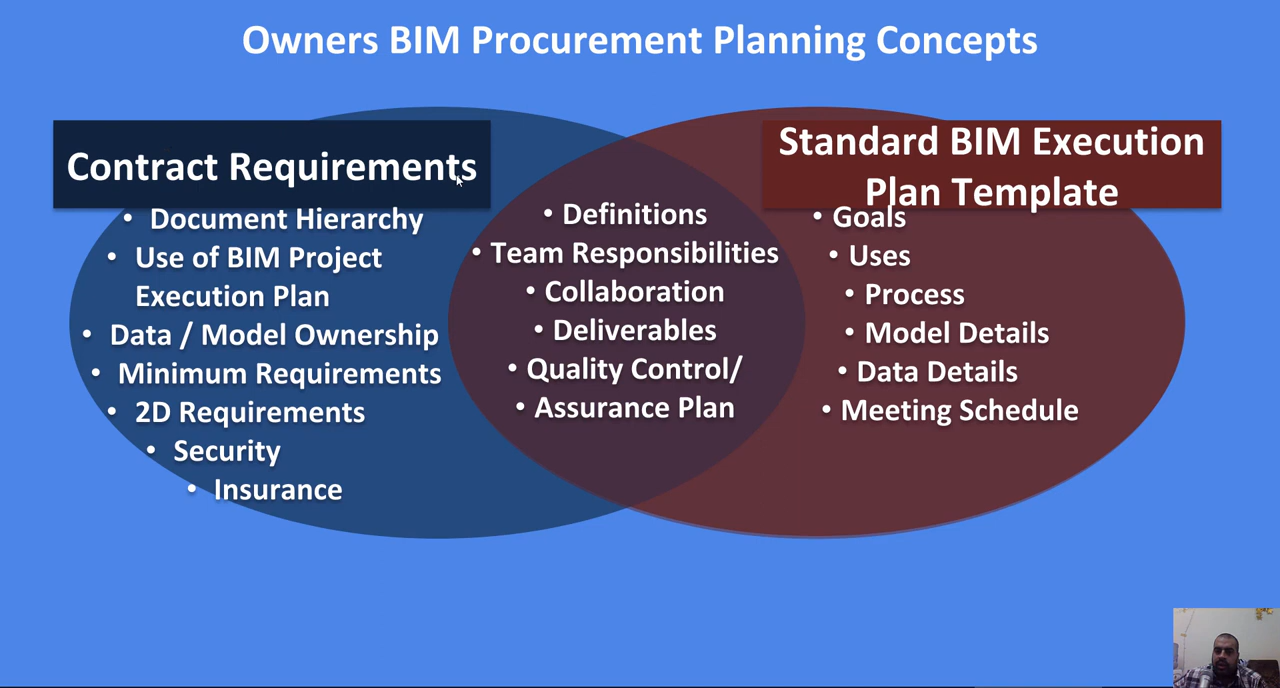 Owners BIM Procurement Planning Concepts
Contract Requirements
• Document Hierarchy
• Use of BIM Project
Execution Plan
• Data / Model Ownership
• Minimum Requirements
• 2D Requirements
• Security
• Insurance
• Definitions
• Team Responsibilities
• Collaboration
• Deliverables
• Quality Control/
• Assurance Plan
Standard BIM Execution
Plan Template
• Goals
• Uses
• Process
• Model Details
• Data Details
• Meeting Schedule